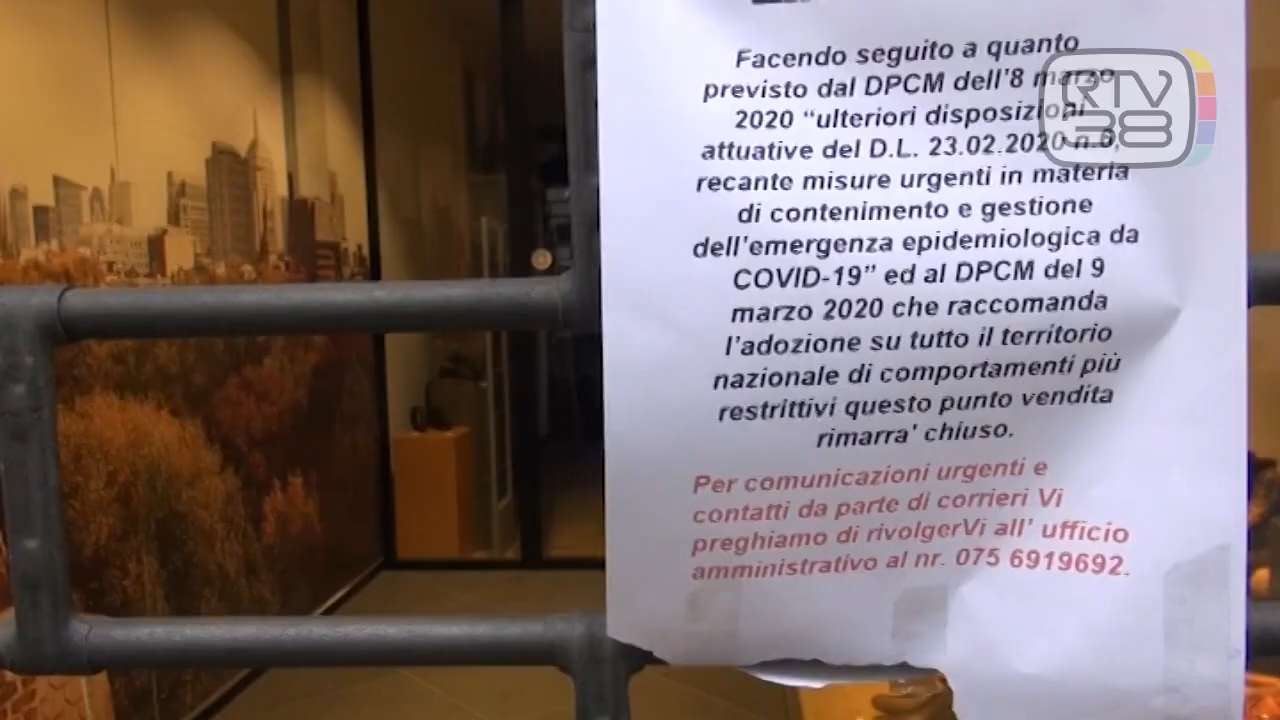 Facendo seguito a quanto
previsto dal DPCM dell'8 marzo
2020 “ulteriori disposizioni
attuative del D.L. 23.02.2020 n.6,
recante misure urgenti in materia
di contenimento e gestione
dell'emergenza epidemiologica da
COVID-19” ed al DPCM del 9
marzo 2020 che raccomanda
l'adozione su tutto il territorio
nazionale di comportamenti più
restrittivi questo punto vendita
rimarra' chiuso.
Per comunicazioni urgenti e
contatti da parte di corrieri Vi
preghiamo di rivolgerVi all' ufficio
amministrativo al nr. 075 6919692.
RTV
38